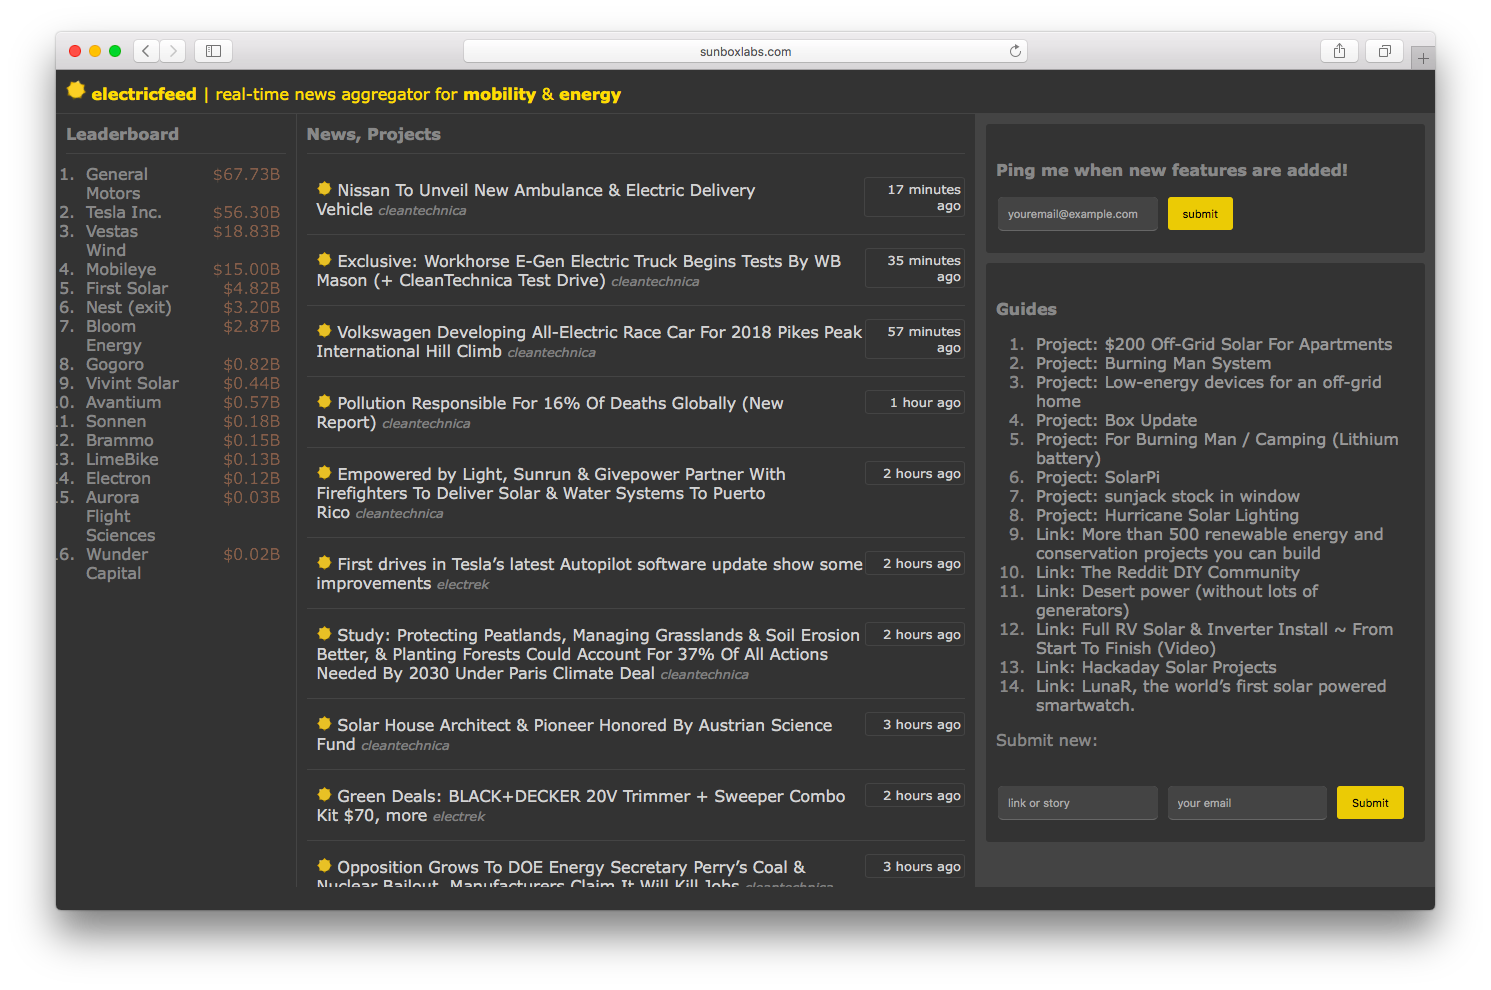 sunboxlabs.com
electricfeed | real-time news aggregator for mobility & energy
Leaderboard
1. General Motors $67.73B
2. Tesla Inc. $56.30B
3. Vestas Wind $18.83B
4. Mobileye $15.00B
5. First Solar $4.82B
6. Nest (exit) $3.20B
7. Bloom Energy $2.87B
8. Gogoro $0.82B
9. Vivint Solar $0.44B
10. Avantium $0.57B
11. Sonnen $0.18B
12. Brammo $0.15B
13. LimeBike $0.13B
14. Electron $0.12B
15. Aurora Flight Sciences $0.03B
16. Wunder Capital $0.02B
News, Projects
Nissan To Unveil New Ambulance & Electric Delivery
Vehicle cleantechnica
17 minutes
ago
Exclusive: Workhorse E-Gen Electric Truck Begins Tests By WB
Mason (+ CleanTechnica Test Drive) cleantechnica
35 minutes
ago
Volkswagen Developing All-Electric Race Car For 2018 Pikes Peak
International Hill Climb cleantechnica
57 minutes
ago
Pollution Responsible For 16% Of Deaths Globally (New
Report) cleantechnica
1 hour ago
Empowered by Light, Sunrun & Givepower Partner With
Firefighters To Deliver Solar & Water Systems To Puerto
Rico cleantechnica
2 hours ago
First drives in Tesla’s latest Autopilot software update show some
improvements electrek
2 hours ago
Study: Protecting Peatlands, Managing Grasslands & Soil Erosion
Better, & Planting Forests Could Account For 37% Of All Actions
Needed By 2030 Under Paris Climate Deal cleantechnica
2 hours ago
Solar House Architect & Pioneer Honored By Austrian Science
Fund cleantechnica
3 hours ago
Green Deals: BLACK+DECKER 20V Trimmer + Sweeper Combo
Kit $70, more electrek
2 hours ago
Opposition Grows To DOE Energy Secretary Perry’s Coal &
Nuclear Bailout, Manufacturers Claim It Will Kill Jobs cleantechnica
3 hours ago
Ping me when new features are added!
youremail@example.com
submit
Guides
1. Project: $200 Off-Grid Solar For Apartments
2. Project: Burning Man System
3. Project: Low-energy devices for an off-grid
home
4. Project: Box Update
5. Project: For Burning Man / Camping (Lithium
battery)
6. Project: SolarPi
7. Project: sunjack stock in window
8. Project: Hurricane Solar Lighting
9. Link: More than 500 renewable energy and
conservation projects you can build
10. Link: The Reddit DIY Community
11. Link: Desert power (without lots of
generators)
12. Link: Full RV Solar & Inverter Install ~ From
Start To Finish (Video)
13. Link: Hackaday Solar Projects
14. Link: LunaR, the world’s first solar powered
smartwatch.
Submit new:
link or story
your email
Submit